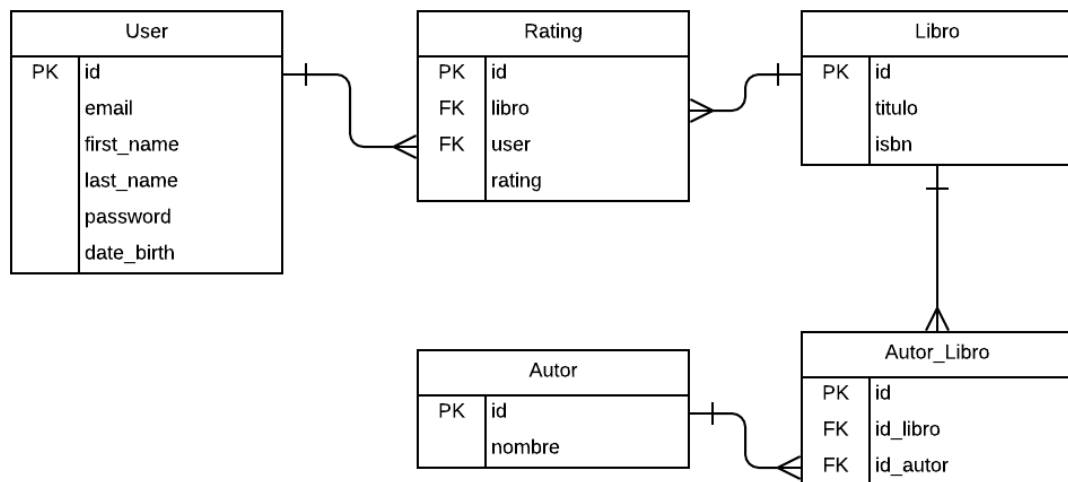 User
PK id
email
first_name
last_name
password
date_birth
Rating
PK id
FK libro
FK user
rating
Libro
PK id
titulo
isbn
Autor
PK id
nombre
Autor_Libro
PK id
FK id_libro
FK id_autor